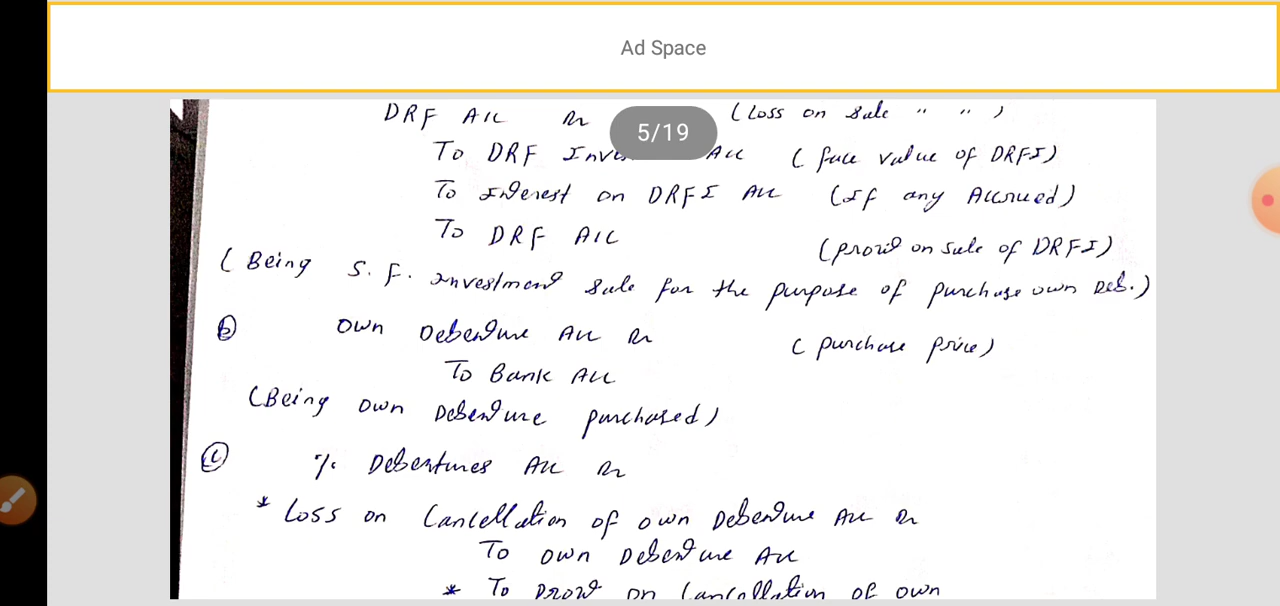 Ad Space
DRF A/C Dr (Loss on Sale " " )
5/19
To DRF Inve A/C (face value of DRFI)
To Interest on DRFI A/C (If any Accrued)
To DRF A/C (profit on sale of DRFI)
(Being S.F. investment sale for the purpose of purchase own Deb.)
(b) Own Debenture A/C Dr (purchase price)
To Bank A/C
(Being own Debenture purchased)
(c) % Debentures A/C Dr
* Loss on Cancellation of own Debenture A/C Dr
To own Debenture A/C
* To profit on Cancellation of own